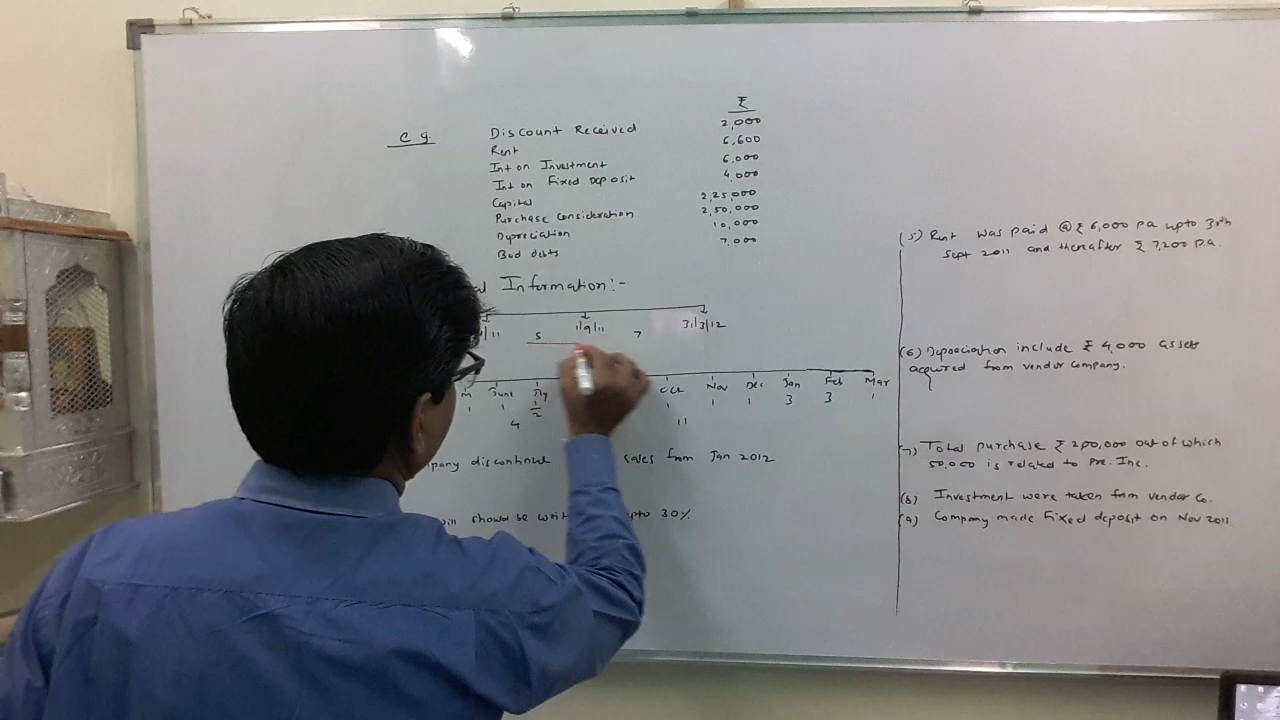 ₹
e g.
Discount Received 2,000
Rent 6,600
Int on Investment 6,000
Int on Fixed Deposit 4,000
Capital 2,25,000
Purchase Consideration 2,50,000
Depreciation 10,000
Bad debts 7,000
Information:-
11 1/9/11 31/3/12
5 7
M June Jly Oct Nov Dec Jan Feb Mar
1 1 1/2 1 1 1 3 3 1
4 11
discontinue sales from Jan 2012
should be upto 30%
(5) Rent was paid @ ₹ 6,000 pa upto 30th
Sept 2011 and thereafter ₹ 7,200 p.a.
(6) Depreciation include ₹ 4,000 assets
acquired from vendor company.
7) Total purchase ₹ 200,000 out of which
50,000 is related to pre. Inc.
(8) Investment were taken from vendor Co.
(9) Company made Fixed deposit on Nov 2011.